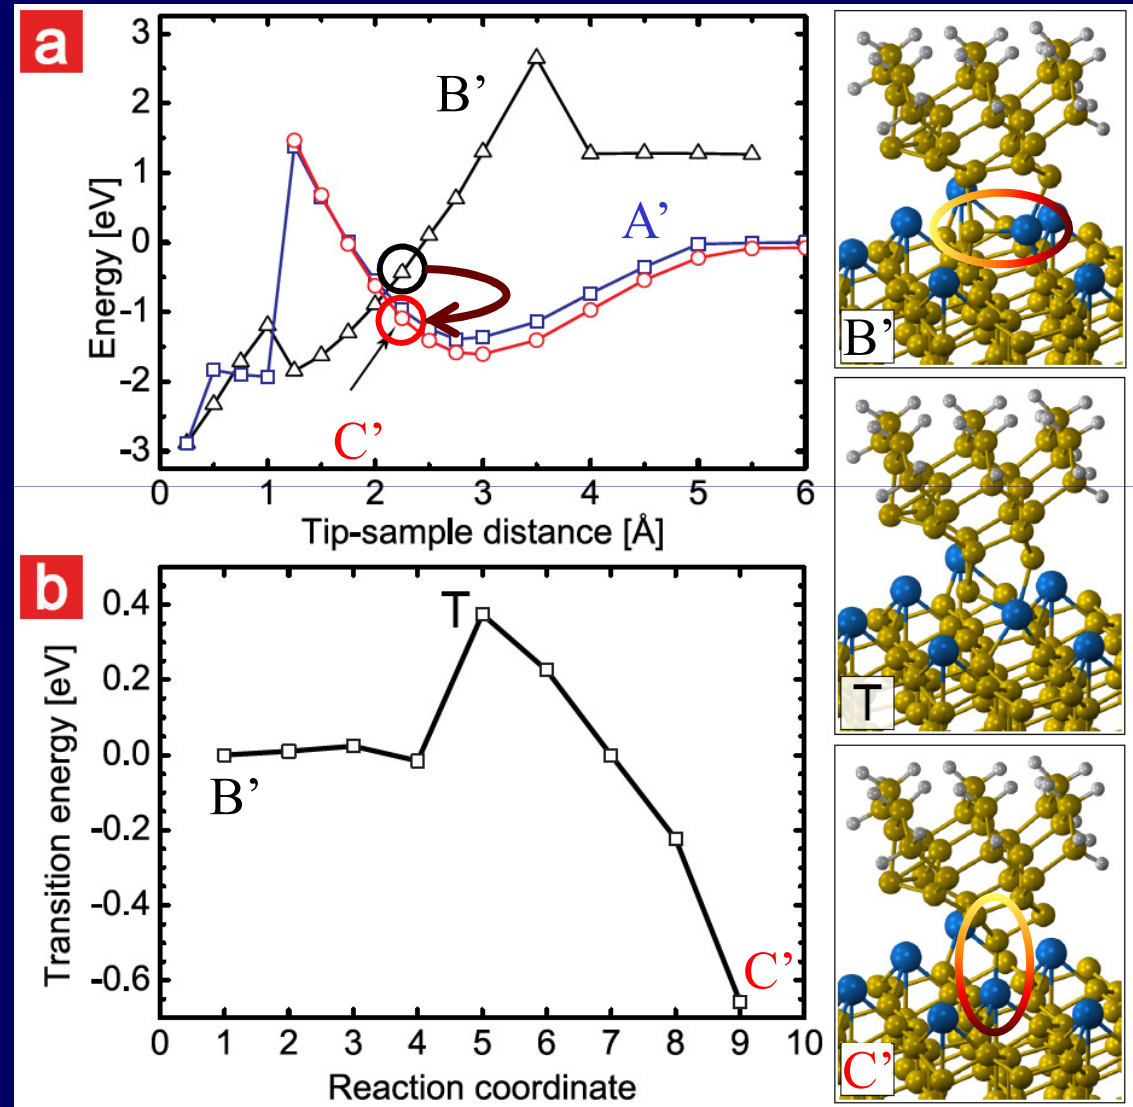 a
Energy [eV]
3
2
1
0
-1
-2
-3
B’
A’
C’
0 1 2 3 4 5 6
Tip-sample distance [Å]
b
Transition energy [eV]
0.4
0.2
0.0
-0.2
-0.4
-0.6
T
B’
C’
0 1 2 3 4 5 6 7 8 9 10
Reaction coordinate
B’
T
C’